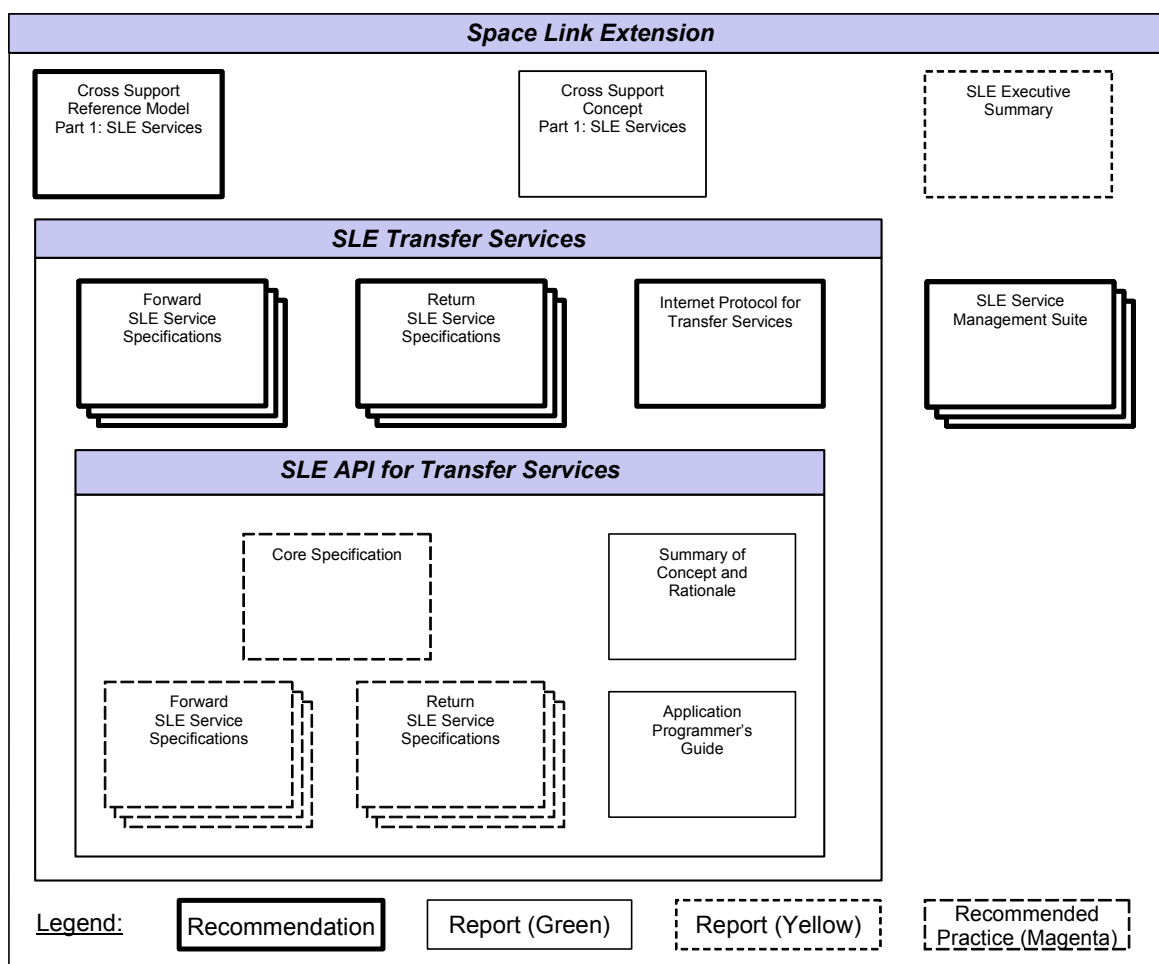 Space Link Extension
Cross Support
Reference Model
Part 1: SLE Services
Cross Support
Concept
Part 1: SLE Services
SLE Executive
Summary
SLE Transfer Services
Forward
SLE Service
Specifications
Return
SLE Service
Specifications
Internet Protocol for
Transfer Services
SLE Service
Management Suite
SLE API for Transfer Services
Core Specification
Summary of
Concept and
Rationale
Forward
SLE Service
Specifications
Return
SLE Service
Specifications
Application
Programmer’s
Guide
Legend:
Recommendation
Report (Green)
Report (Yellow)
Recommended
Practice (Magenta)